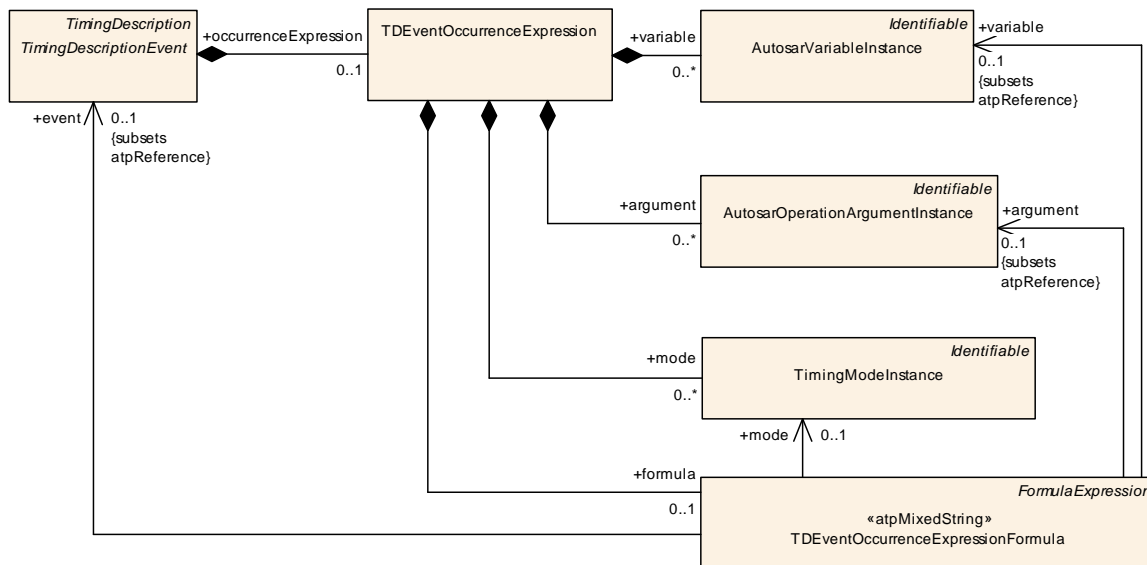 TimingDescription
TimingDescriptionEvent
+occurrenceExpression
0..1
TDEventOccurrenceExpression
+variable
0..*
Identifiable
AutosarVariableInstance
+variable
0..1
{subsets
atpReference}
+event
0..1
{subsets
atpReference}
+argument
0..*
Identifiable
AutosarOperationArgumentInstance
+argument
0..1
{subsets
atpReference}
+mode
0..*
Identifiable
TimingModeInstance
+mode
0..1
+formula
0..1
FormulaExpression
«atpMixedString»
TDEventOccurrenceExpressionFormula